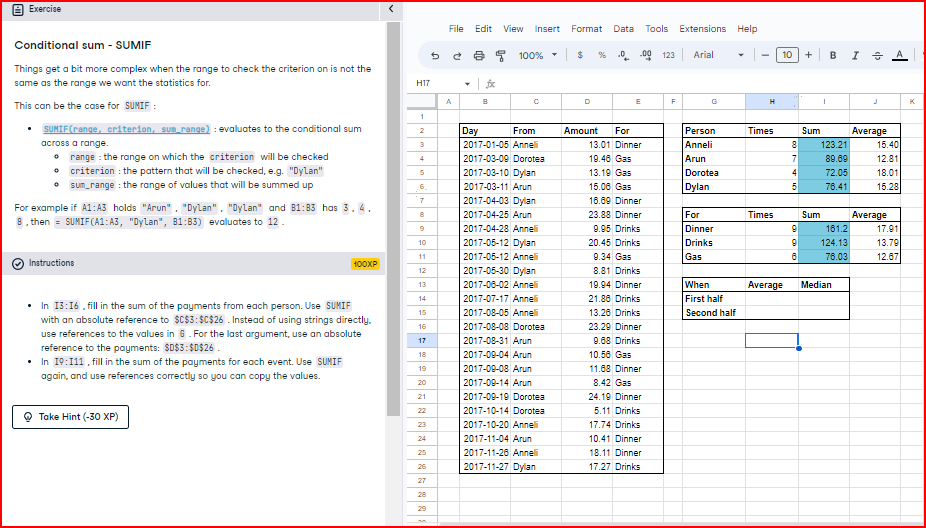 Exercise
Conditional sum - SUMIF
Things get a bit more complex when the range to check the criterion on is not the
same as the range we want the statistics for.
This can be the case for SUMIF :
• SUMIF(range, criterion, sum_range) : evaluates to the conditional sum
across a range.
range : the range on which the criterion will be checked
criterion : the pattern that will be checked, e.g. "Dylan"
sum_range : the range of values that will be summed up
For example if A1:A3 holds "Arun" , "Dylan" , "Dylan" and B1:B3 has 3 , 4 ,
8 , then = SUMIF(A1:A3, "Dylan", B1:B3) evaluates to 12 .
Instructions 100XP
• In I3:I6 , fill in the sum of the payments from each person. Use SUMIF
with an absolute reference to $C$3:$C$26 . Instead of using strings directly,
use references to the values in G . For the last argument, use an absolute
reference to the payments: $D$3:$D$26 .
• In I9:I11 , fill in the sum of the payments for each event. Use SUMIF
again, and use references correctly so you can copy the values.
Take Hint (-30 XP)
File Edit View Insert Format Data Tools Extensions Help
100% $ % .0 .00 123 Arial − 10 + B I S A
H17 fx
A B C D E F G H I J K
1
2 Day From Amount For Person Times Sum Average
3 2017-01-05 Anneli 13.01 Dinner Anneli 8 123.21 15.40
4 2017-03-09 Dorotea 19.46 Gas Arun 7 89.69 12.81
5 2017-03-10 Dylan 13.19 Gas Dorotea 4 72.05 18.01
6 2017-03-11 Arun 15.06 Gas Dylan 5 76.41 15.28
7 2017-04-03 Dylan 16.69 Dinner
8 2017-04-25 Arun 23.88 Dinner For Times Sum Average
9 2017-04-28 Anneli 9.95 Drinks Dinner 9 161.2 17.91
10 2017-05-12 Dylan 20.45 Drinks Drinks 9 124.13 13.79
11 2017-05-12 Anneli 9.34 Gas Gas 6 76.03 12.67
12 2017-05-30 Dylan 8.81 Drinks
13 2017-06-02 Anneli 19.94 Dinner When Average Median
14 2017-07-17 Anneli 21.86 Drinks First half
15 2017-08-05 Anneli 13.26 Drinks Second half
16 2017-08-08 Dorotea 23.29 Dinner
17 2017-08-31 Arun 9.68 Drinks
18 2017-09-04 Arun 10.56 Gas
19 2017-09-08 Arun 11.68 Dinner
20 2017-09-14 Arun 8.42 Gas
21 2017-09-19 Dorotea 24.19 Dinner
22 2017-10-14 Dorotea 5.11 Drinks
23 2017-10-20 Anneli 17.74 Drinks
24 2017-11-04 Arun 10.41 Dinner
25 2017-11-26 Anneli 18.11 Dinner
26 2017-11-27 Dylan 17.27 Drinks
27
28
29